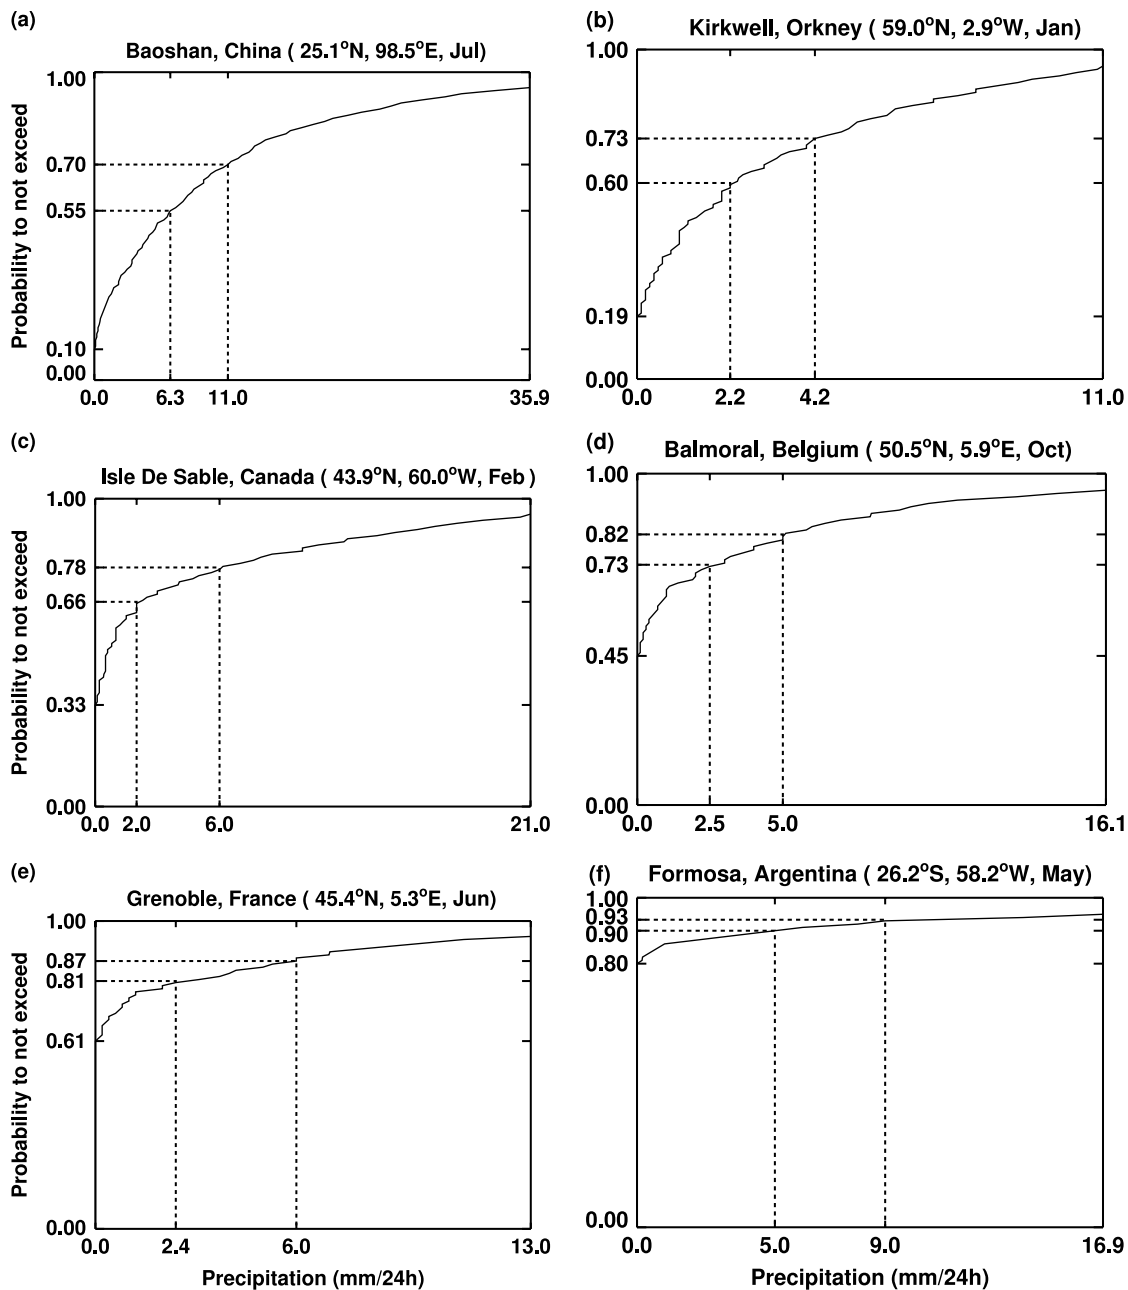 (a)
Baoshan, China ( 25.1°N, 98.5°E, Jul)
Probability to not exceed
1.00
0.70
0.55
0.10
0.00
0.0 6.3 11.0 35.9
(b)
Kirkwell, Orkney ( 59.0°N, 2.9°W, Jan)
1.00
0.73
0.60
0.19
0.00
0.0 2.2 4.2 11.0
(c)
Isle De Sable, Canada ( 43.9°N, 60.0°W, Feb )
Probability to not exceed
1.00
0.78
0.66
0.33
0.00
0.0 2.0 6.0 21.0
(d)
Balmoral, Belgium ( 50.5°N, 5.9°E, Oct)
1.00
0.82
0.73
0.45
0.00
0.0 2.5 5.0 16.1
(e)
Grenoble, France ( 45.4°N, 5.3°E, Jun)
Probability to not exceed
1.00
0.87
0.81
0.61
0.00
0.0 2.4 6.0 13.0
Precipitation (mm/24h)
(f)
Formosa, Argentina ( 26.2°S, 58.2°W, May)
1.00
0.93
0.90
0.80
0.00
0.0 5.0 9.0 16.9
Precipitation (mm/24h)